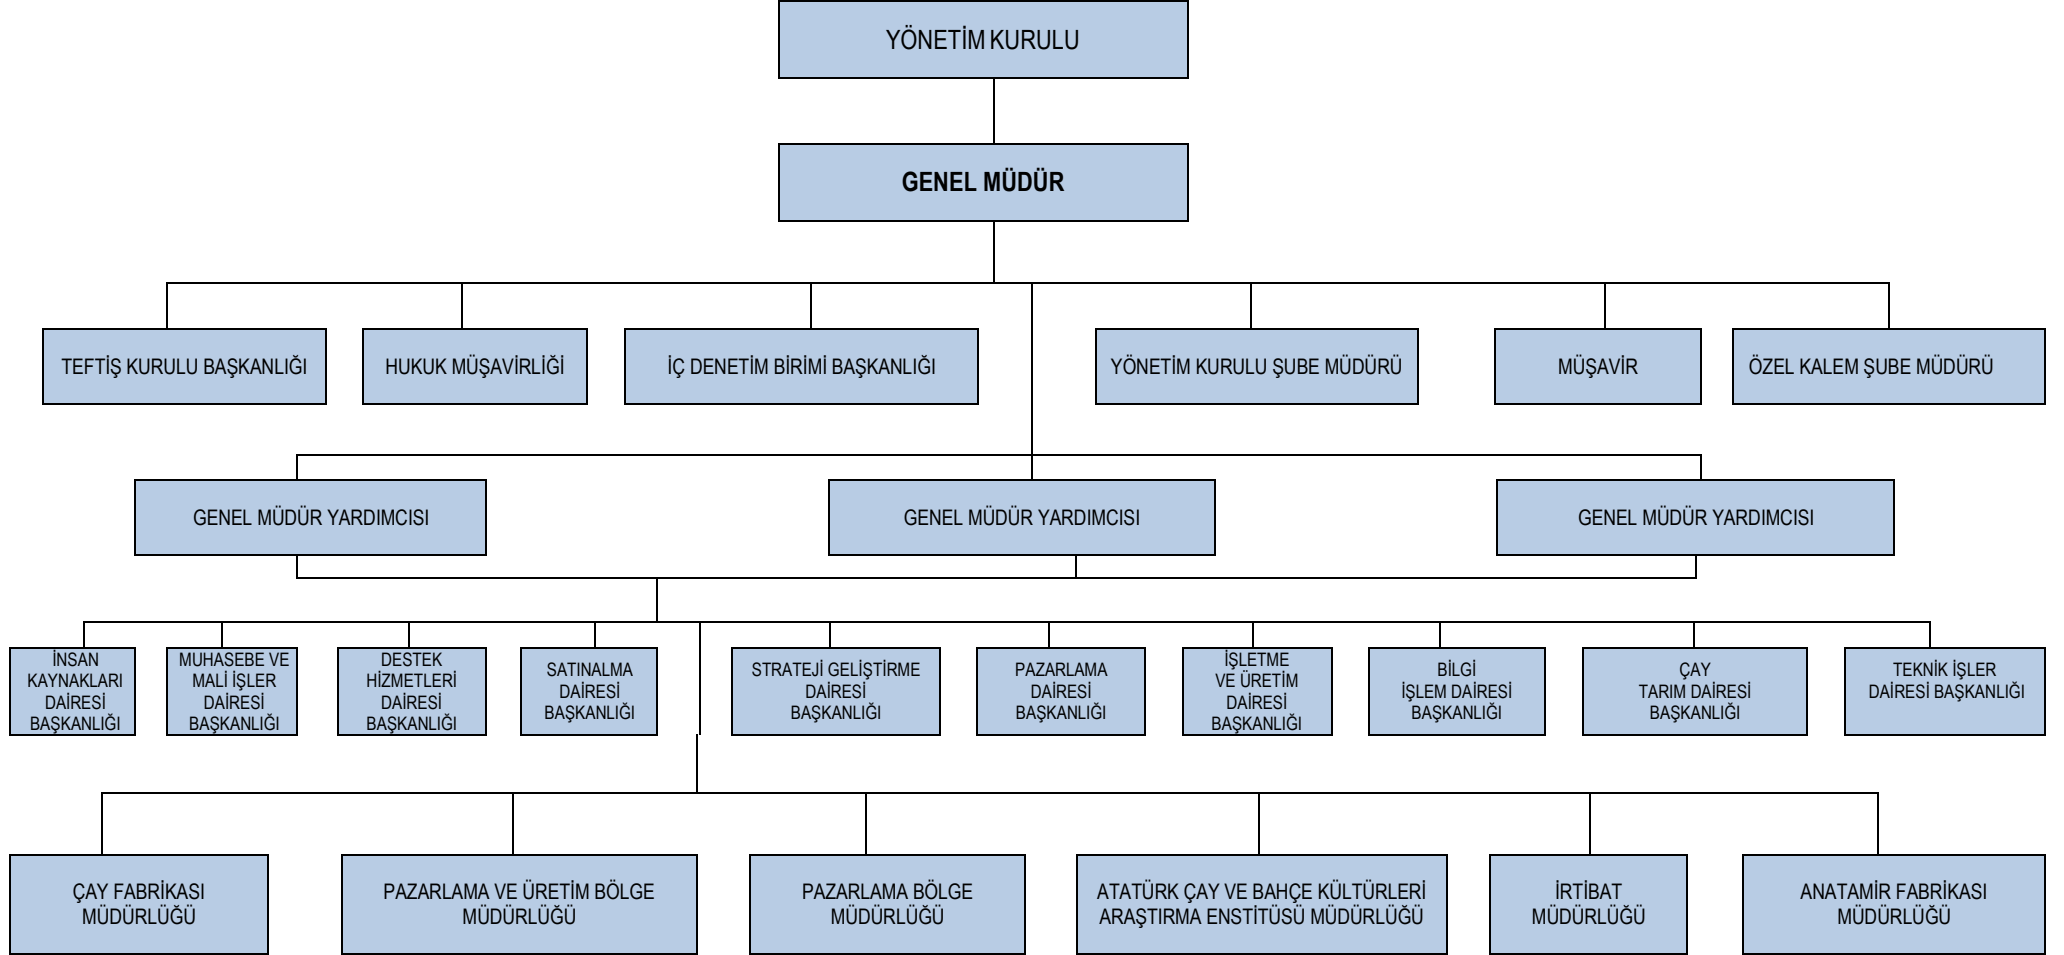 YÖNETİM KURULU
GENEL MÜDÜR
TEFTİŞ KURULU BAŞKANLIĞI
HUKUK MÜŞAVİRLİĞİ
İÇ DENETİM BİRİMİ BAŞKANLIĞI
YÖNETİM KURULU ŞUBE MÜDÜRÜ
MÜŞAVİR
ÖZEL KALEM ŞUBE MÜDÜRÜ
GENEL MÜDÜR YARDIMCISI
GENEL MÜDÜR YARDIMCISI
GENEL MÜDÜR YARDIMCISI
İNSAN
KAYNAKLARI
DAİRESİ
BAŞKANLIĞI
MUHASEBE VE
MALİ İŞLER
DAİRESİ
BAŞKANLIĞI
DESTEK
HİZMETLERİ
DAİRESİ
BAŞKANLIĞI
SATINALMA
DAİRESİ
BAŞKANLIĞI
STRATEJİ GELİŞTİRME
DAİRESİ
BAŞKANLIĞI
PAZARLAMA
DAİRESİ
BAŞKANLIĞI
İŞLETME
VE ÜRETİM
DAİRESİ
BAŞKANLIĞI
BİLGİ
İŞLEM DAİRESİ
BAŞKANLIĞI
ÇAY
TARIM DAİRESİ
BAŞKANLIĞI
TEKNİK İŞLER
DAİRESİ BAŞKANLIĞI
ÇAY FABRİKASI
MÜDÜRLÜĞÜ
PAZARLAMA VE ÜRETİM BÖLGE
MÜDÜRLÜĞÜ
PAZARLAMA BÖLGE
MÜDÜRLÜĞÜ
ATATÜRK ÇAY VE BAHÇE KÜLTÜRLERİ
ARAŞTIRMA ENSTİTÜSÜ MÜDÜRLÜĞÜ
İRTİBAT
MÜDÜRLÜĞÜ
ANATAMİR FABRİKASI
MÜDÜRLÜĞÜ